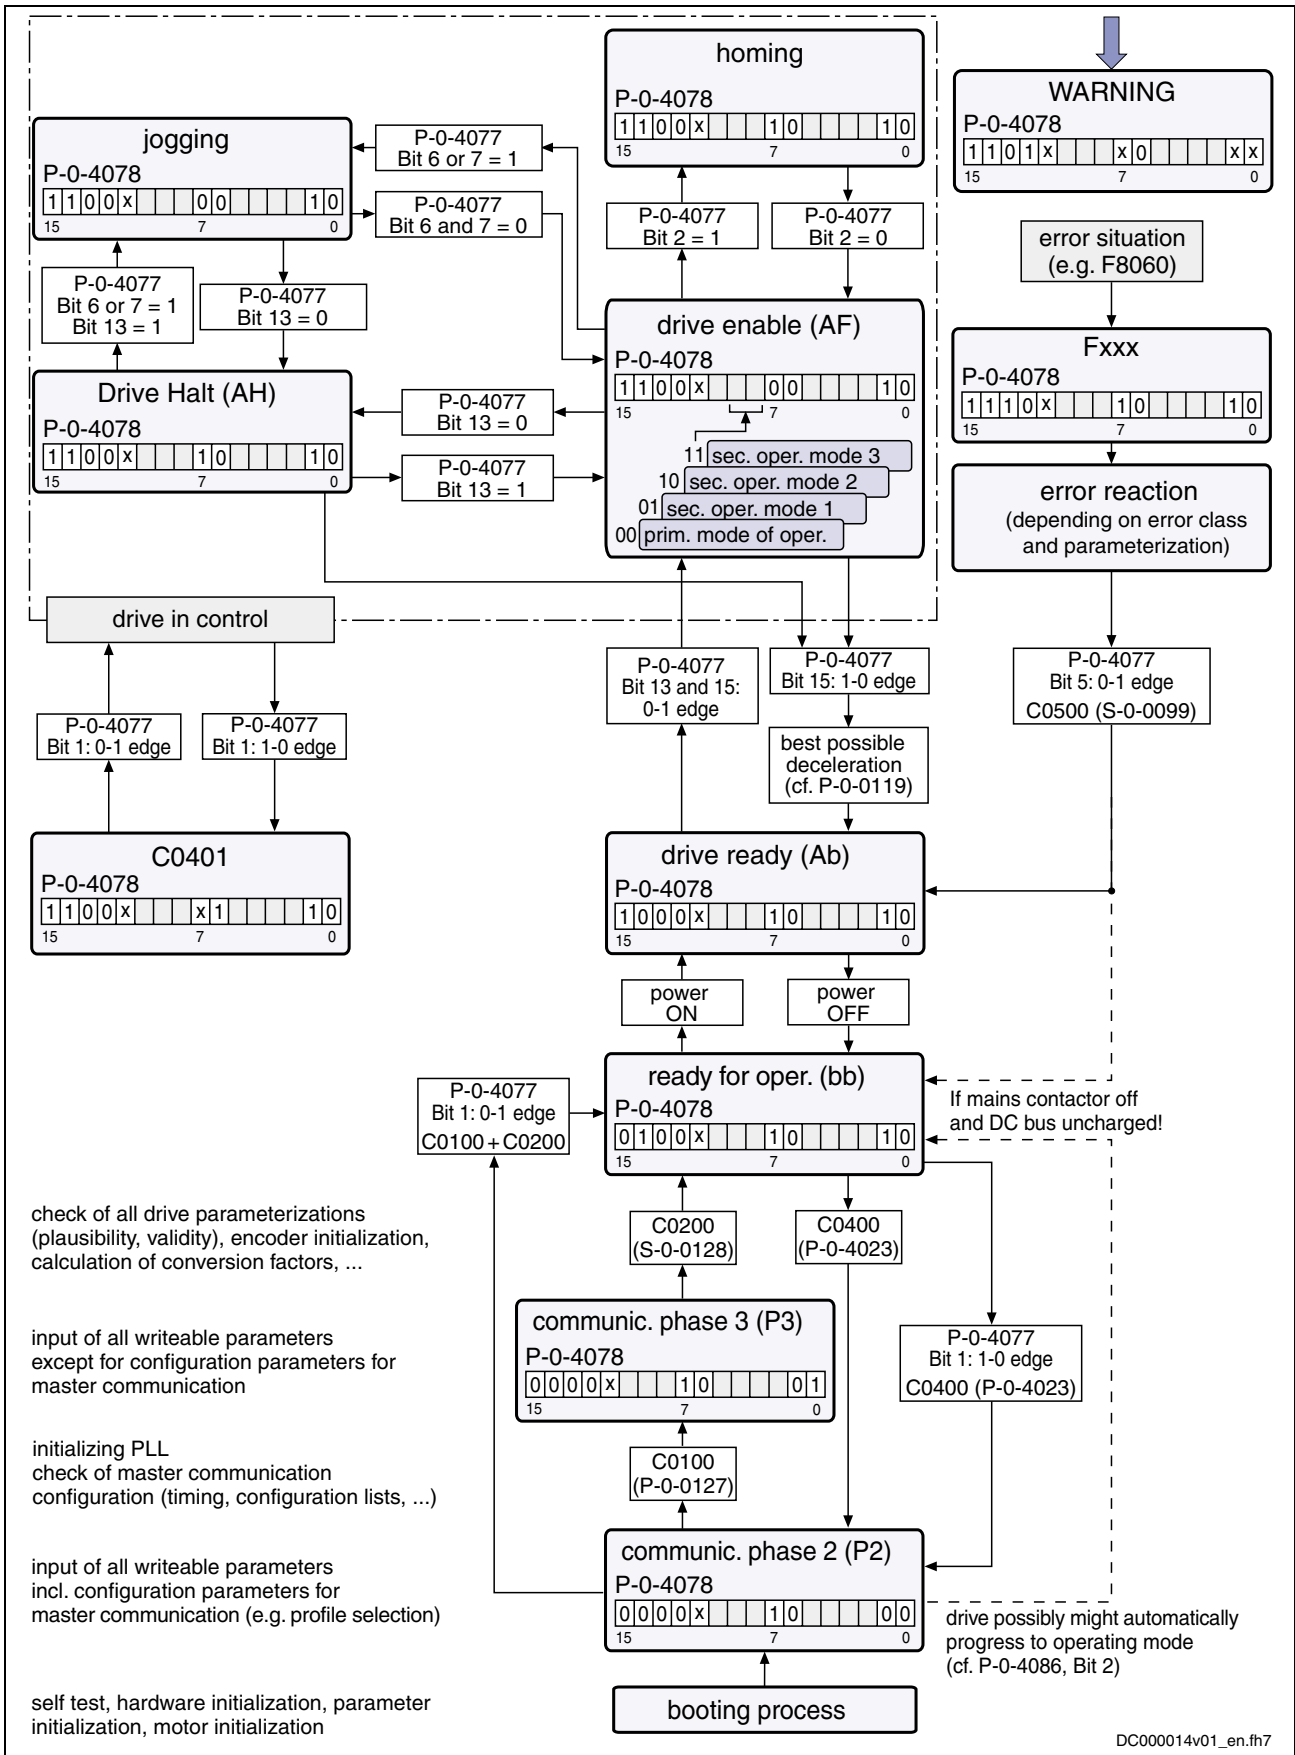 homing
P-0-4078
1 1 0 0 x 1 0 1 0
15 7 0
WARNING
P-0-4078
1 1 0 1 x x 0 x x
15 7 0
jogging
P-0-4078
1 1 0 0 x 0 0 1 0
15 7 0
P-0-4077
Bit 6 or 7 = 1
P-0-4077
Bit 6 and 7 = 0
P-0-4077
Bit 2 = 1
P-0-4077
Bit 2 = 0
error situation
(e.g. F8060)
P-0-4077
Bit 6 or 7 = 1
Bit 13 = 1
P-0-4077
Bit 13 = 0
drive enable (AF)
P-0-4078
1 1 0 0 x 0 0 1 0
15 7 0
11 sec. oper. mode 3
10 sec. oper. mode 2
01 sec. oper. mode 1
00 prim. mode of oper.
Fxxx
P-0-4078
1 1 1 0 x 1 0 1 0
15 7 0
Drive Halt (AH)
P-0-4078
1 1 0 0 x 1 0 1 0
15 7 0
P-0-4077
Bit 13 = 0
P-0-4077
Bit 13 = 1
error reaction
(depending on error class
and parameterization)
drive in control
P-0-4077
Bit 1: 0-1 edge
P-0-4077
Bit 1: 1-0 edge
P-0-4077
Bit 13 and 15:
0-1 edge
P-0-4077
Bit 15: 1-0 edge
best possible
deceleration
(cf. P-0-0119)
P-0-4077
Bit 5: 0-1 edge
C0500 (S-0-0099)
C0401
P-0-4078
1 1 0 0 x x 1 1 0
15 7 0
drive ready (Ab)
P-0-4078
1 0 0 0 x 1 0 1 0
15 7 0
power
ON
power
OFF
P-0-4077
Bit 1: 0-1 edge
C0100+C0200
ready for oper. (bb)
P-0-4078
0 1 0 0 x 1 0 1 0
15 7 0
If mains contactor off
and DC bus uncharged!
check of all drive parameterizations
(plausibility, validity), encoder initialization,
calculation of conversion factors, ...
C0200
(S-0-0128)
C0400
(P-0-4023)
input of all writeable parameters
except for configuration parameters for
master communication
communic. phase 3 (P3)
P-0-4078
0 0 0 0 x 1 0 0 1
15 7 0
P-0-4077
Bit 1: 1-0 edge
C0400 (P-0-4023)
initializing PLL
check of master communication
configuration (timing, configuration lists, ...)
C0100
(P-0-0127)
input of all writeable parameters
incl. configuration parameters for
master communication (e.g. profile selection)
communic. phase 2 (P2)
P-0-4078
0 0 0 0 x 1 0 0 0
15 7 0
drive possibly might automatically
progress to operating mode
(cf. P-0-4086, Bit 2)
self test, hardware initialization, parameter
initialization, motor initialization
booting process
DC000014v01_en.fh7